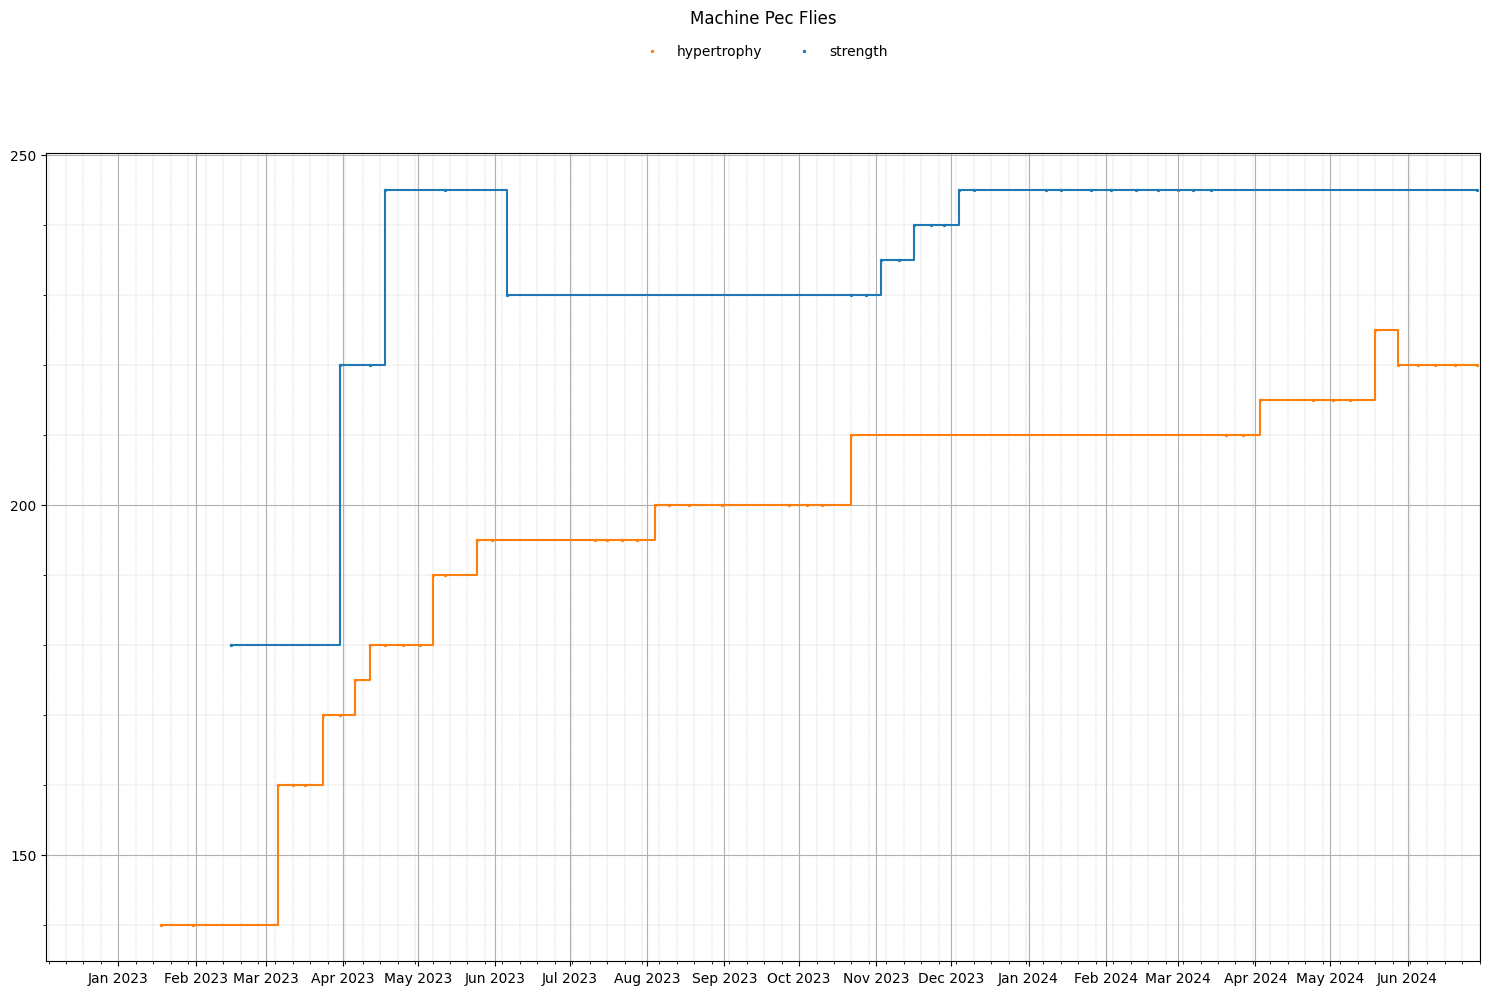 Machine Pec Flies
hypertrophy strength
250
200
150
Jan 2023 Feb 2023 Mar 2023 Apr 2023 May 2023 Jun 2023 Jul 2023 Aug 2023 Sep 2023 Oct 2023 Nov 2023 Dec 2023 Jan 2024 Feb 2024 Mar 2024 Apr 2024 May 2024 Jun 2024